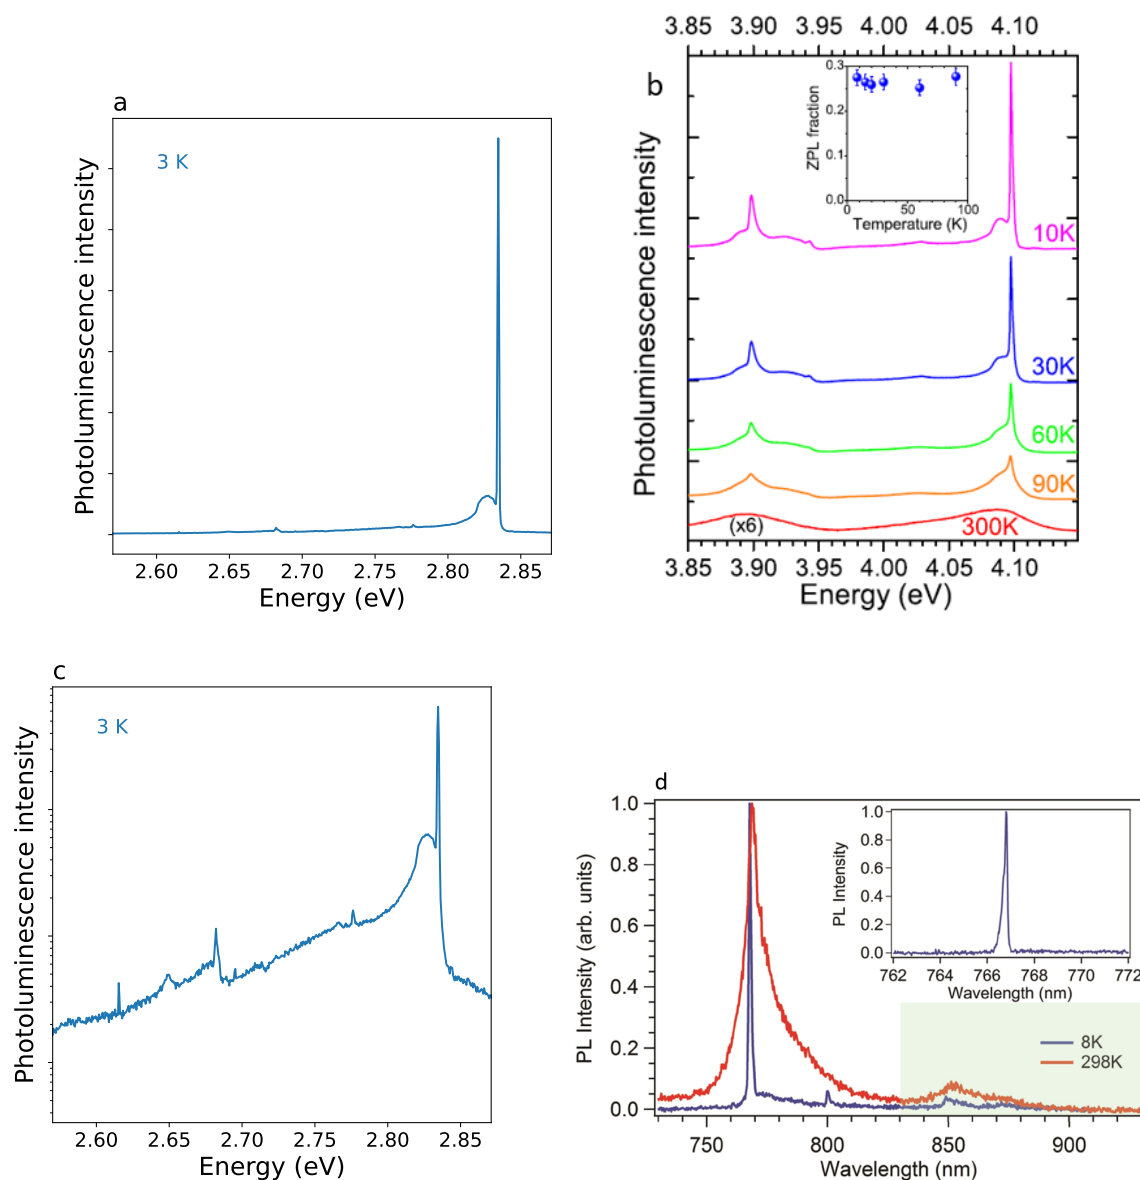 a
3 K
Photoluminescence intensity
2.60 2.65 2.70 2.75 2.80 2.85
Energy (eV)
3.85 3.90 3.95 4.00 4.05 4.10
b
0.3
0.2
0.1
0.0
ZPL fraction
0 50 100
Temperature (K)
10K
30K
60K
90K
(x6)
300K
Photoluminescence intensity
3.85 3.90 3.95 4.00 4.05 4.10
Energy (eV)
c
3 K
Photoluminescence intensity
2.60 2.65 2.70 2.75 2.80 2.85
Energy (eV)
d
1.0
0.8
0.6
0.4
0.2
0.0
PL Intensity (arb. units)
1.0
0.8
0.6
0.4
0.2
0.0
PL Intensity
762 764 766 768 770 772
Wavelength (nm)
8K
298K
750 800 850 900
Wavelength (nm)